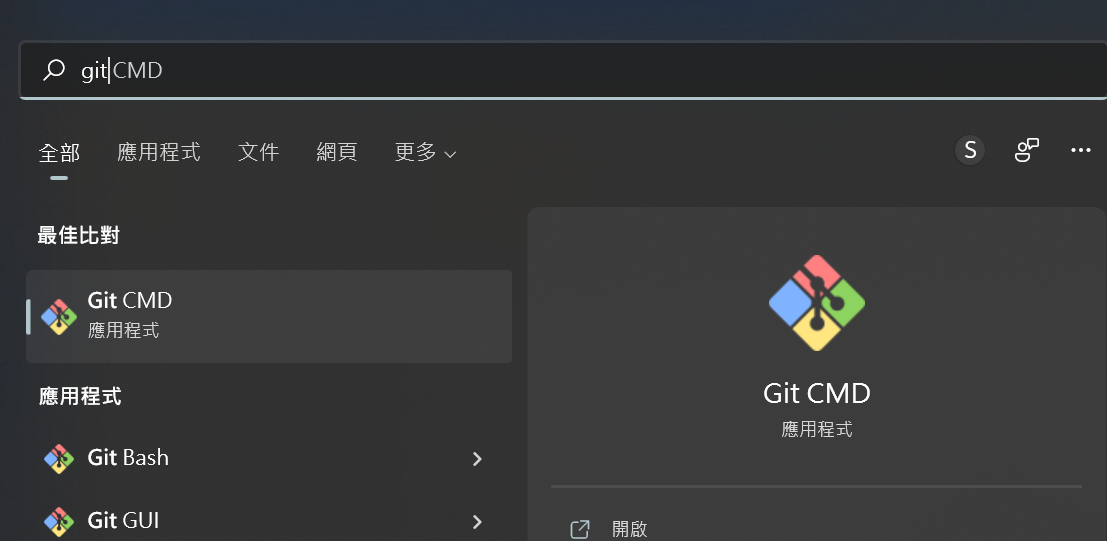 gitCMD
全部 應用程式 文件 網頁 更多
S
最佳比對
Git CMD
應用程式
應用程式
Git Bash
Git GUI
Git CMD
應用程式
開啟